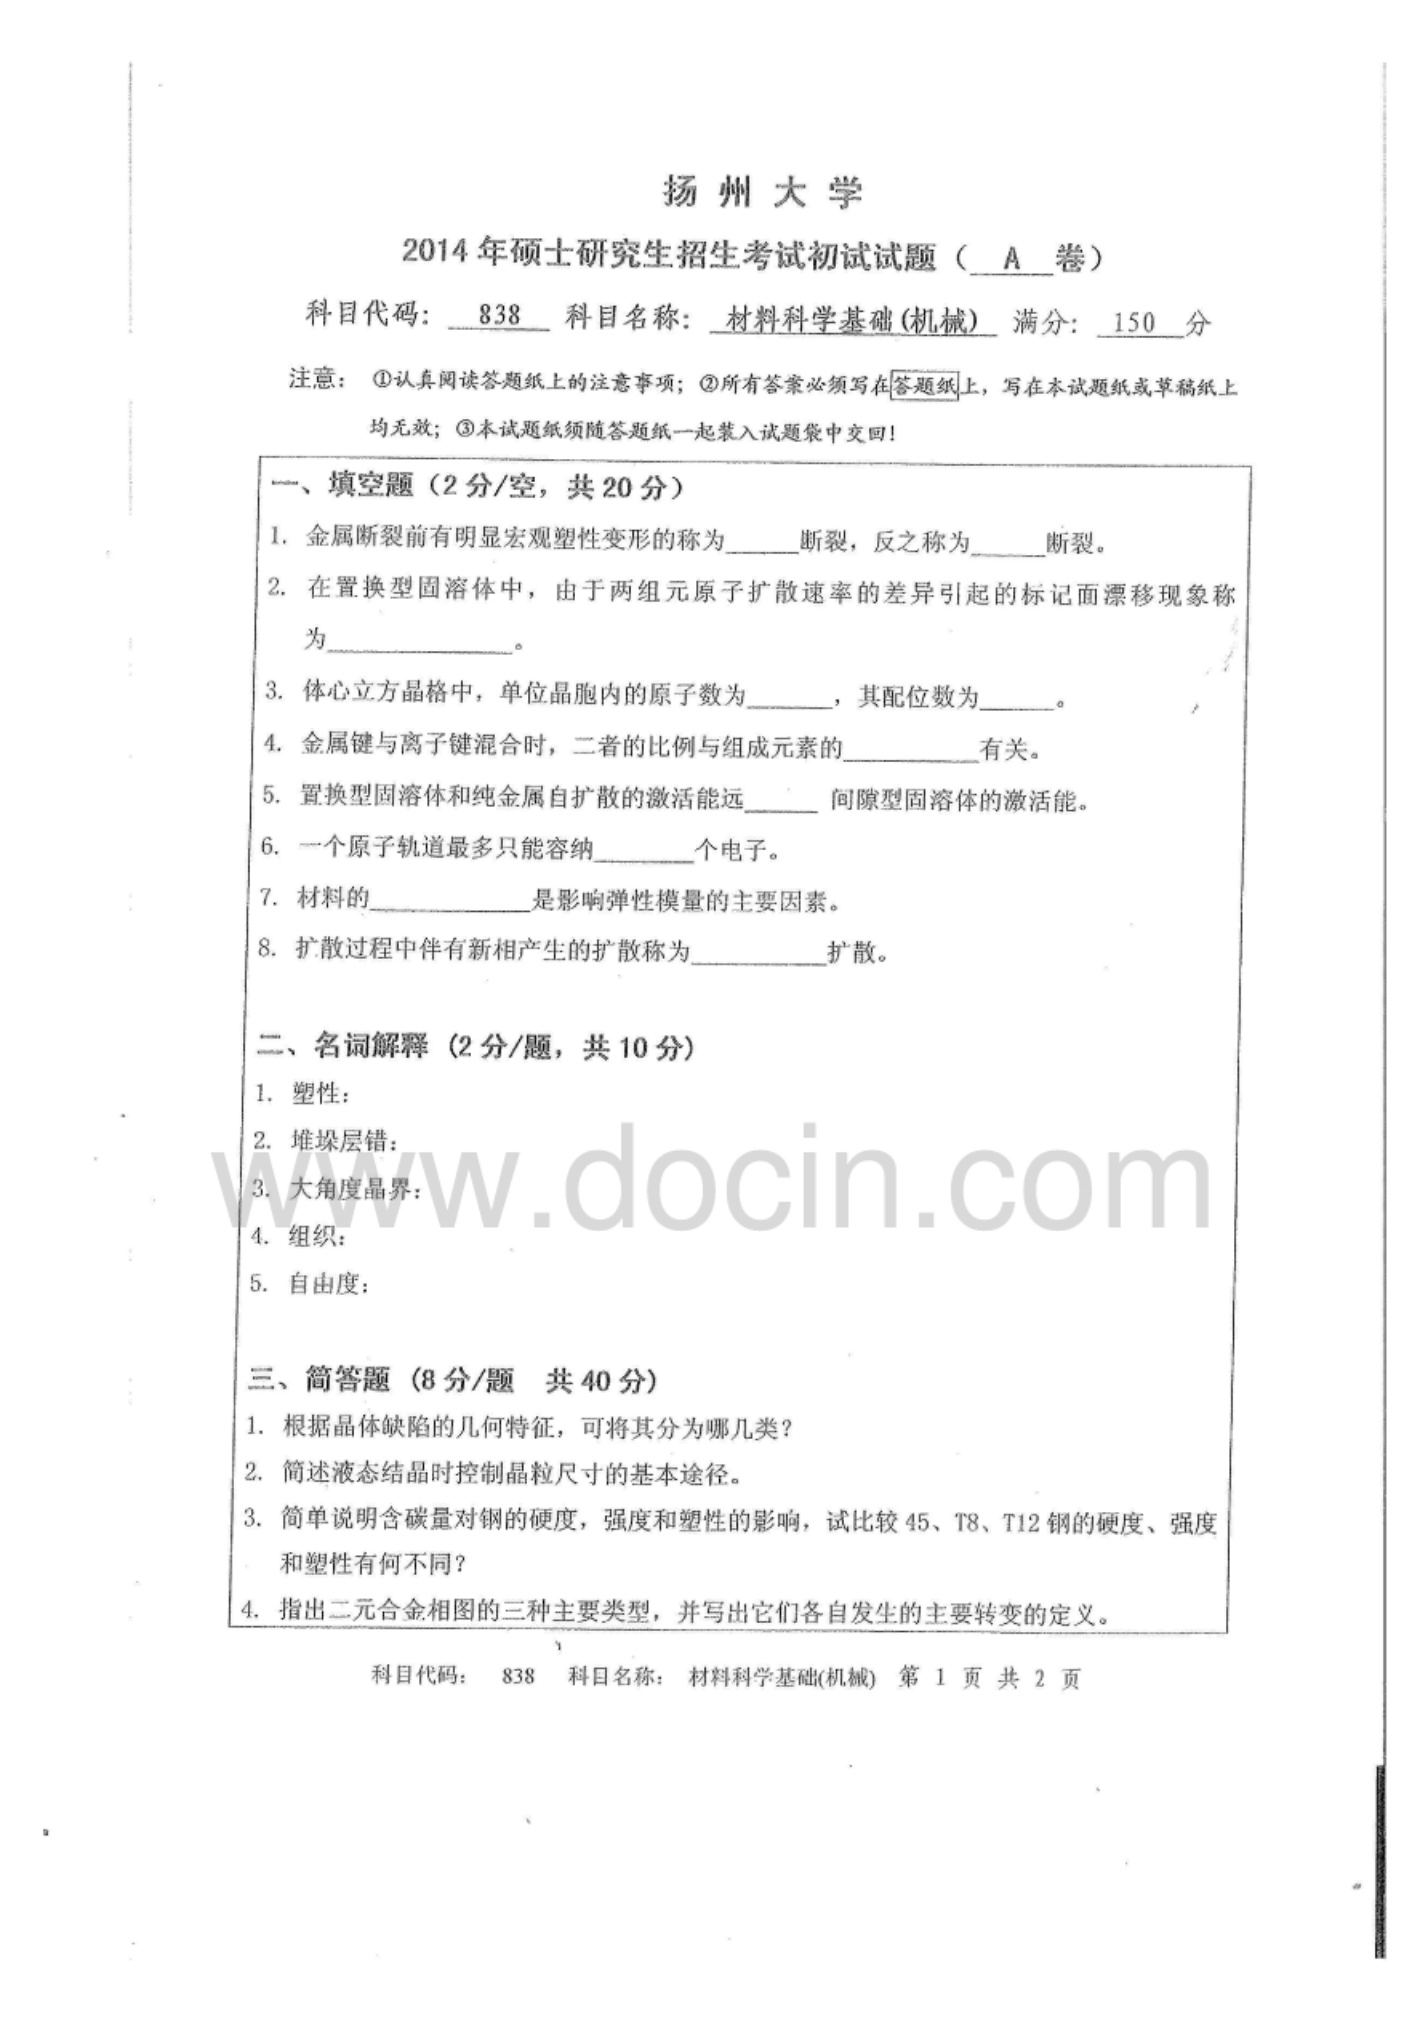 扬州大学
2014年硕士研究生招生考试初试试题（ A 卷）
科目代码： 838 科目名称： 材料科学基础(机械) 满分： 150 分
注意： ①认真阅读答题纸上的注意事项；②所有答案必须写在答题纸上，写在本试题纸或草稿纸上
均无效；③本试题纸须随答题纸一起装入试题袋中交回！
一、填空题（2分/空，共20分）
1. 金属断裂前有明显宏观塑性变形的称为______断裂，反之称为______断裂。
2. 在置换型固溶体中，由于两组元原子扩散速率的差异引起的标记面漂移现象称
为_______________。
3. 体心立方晶格中，单位晶胞内的原子数为_______，其配位数为______。
4. 金属键与离子键混合时，二者的比例与组成元素的___________有关。
5. 置换型固溶体和纯金属自扩散的激活能远______ 间隙型固溶体的激活能。
6. 一个原子轨道最多只能容纳________个电子。
7. 材料的_____________是影响弹性模量的主要因素。
8. 扩散过程中伴有新相产生的扩散称为___________扩散。
二、名词解释（2分/题，共10分）
1. 塑性：
2. 堆垛层错：
3. 大角度晶界：
4. 组织：
5. 自由度：
www.docin.com
三、简答题（8分/题 共40分）
1. 根据晶体缺陷的几何特征，可将其分为哪几类？
2. 简述液态结晶时控制晶粒尺寸的基本途径。
3. 简单说明含碳量对钢的硬度，强度和塑性的影响，试比较45、T8、T12钢的硬度、强度
和塑性有何不同？
4. 指出二元合金相图的三种主要类型，并写出它们各自发生的主要转变的定义。
科目代码： 838 科目名称： 材料科学基础(机械) 第 1 页 共 2 页